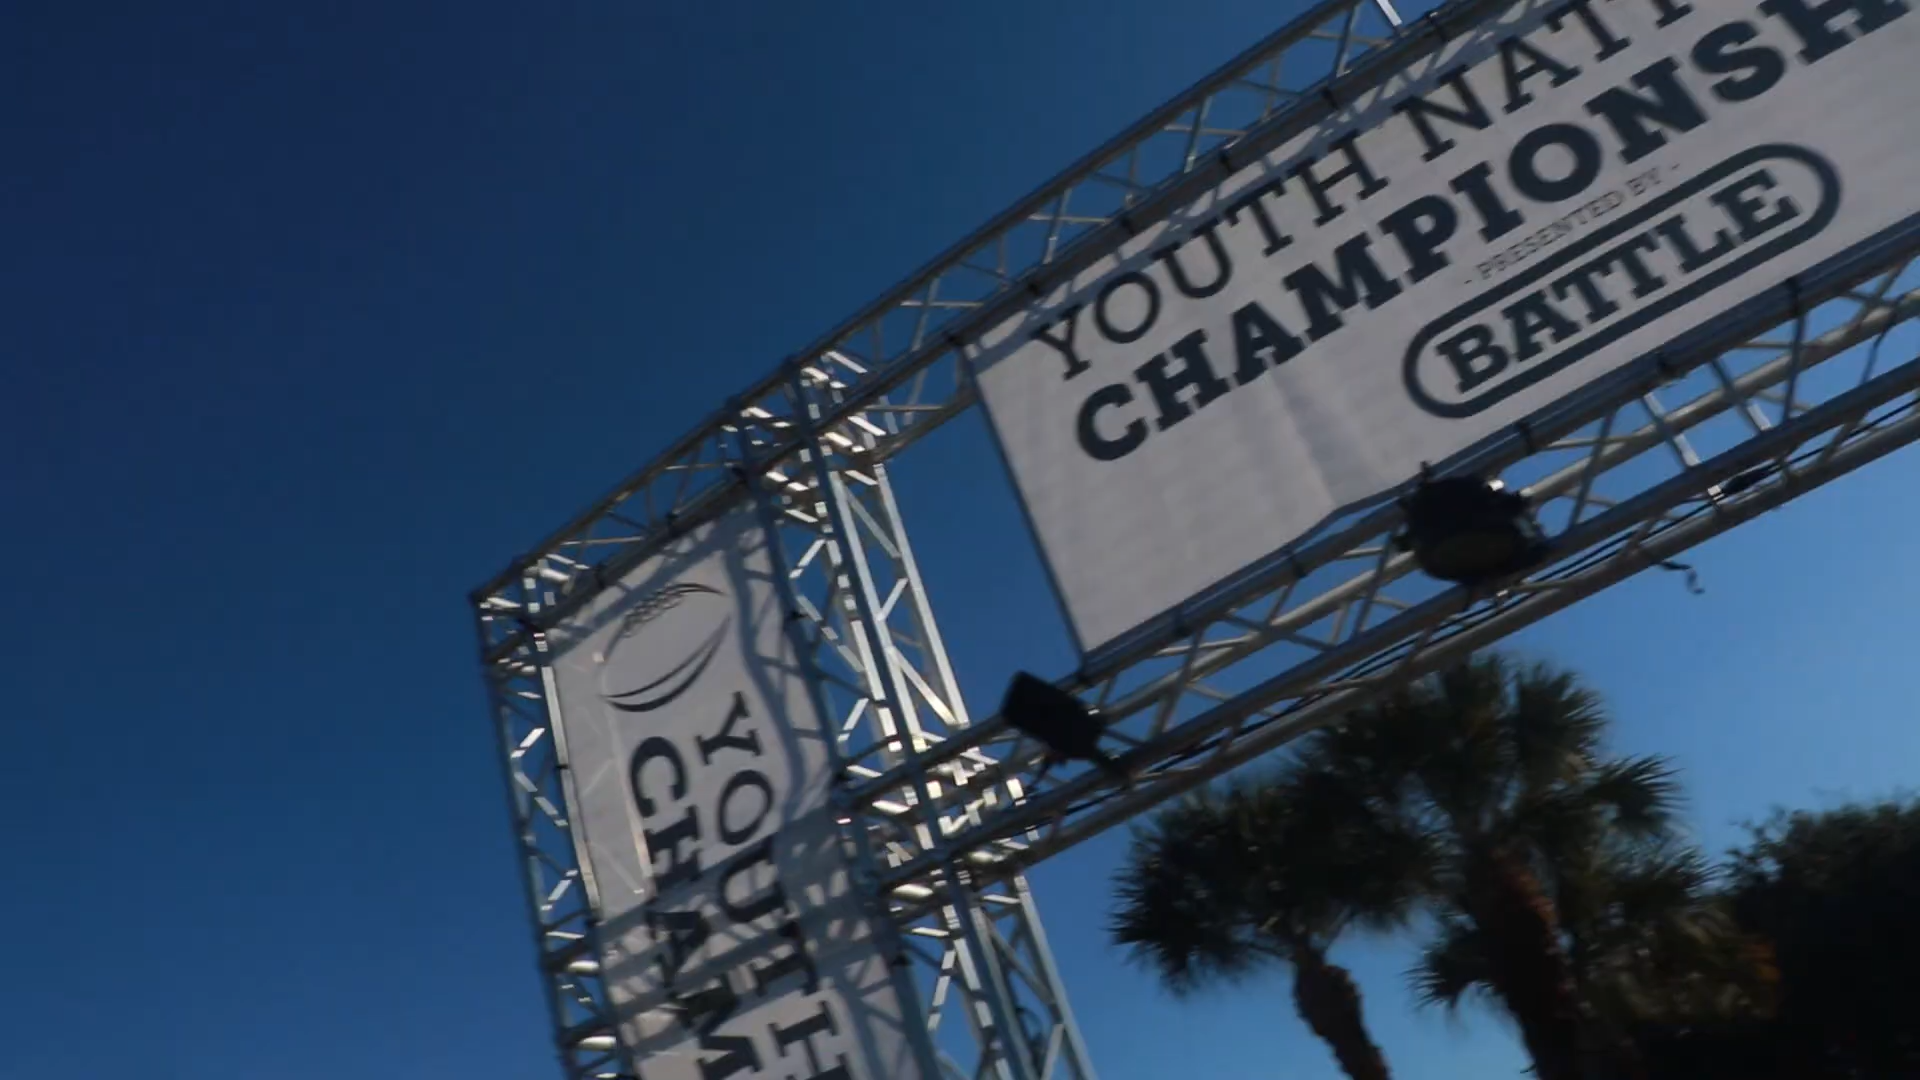 YOUTH NATI
CHAMPIONSH
- PRESENTED BY -
BATTLE
YOUTH
CHAM